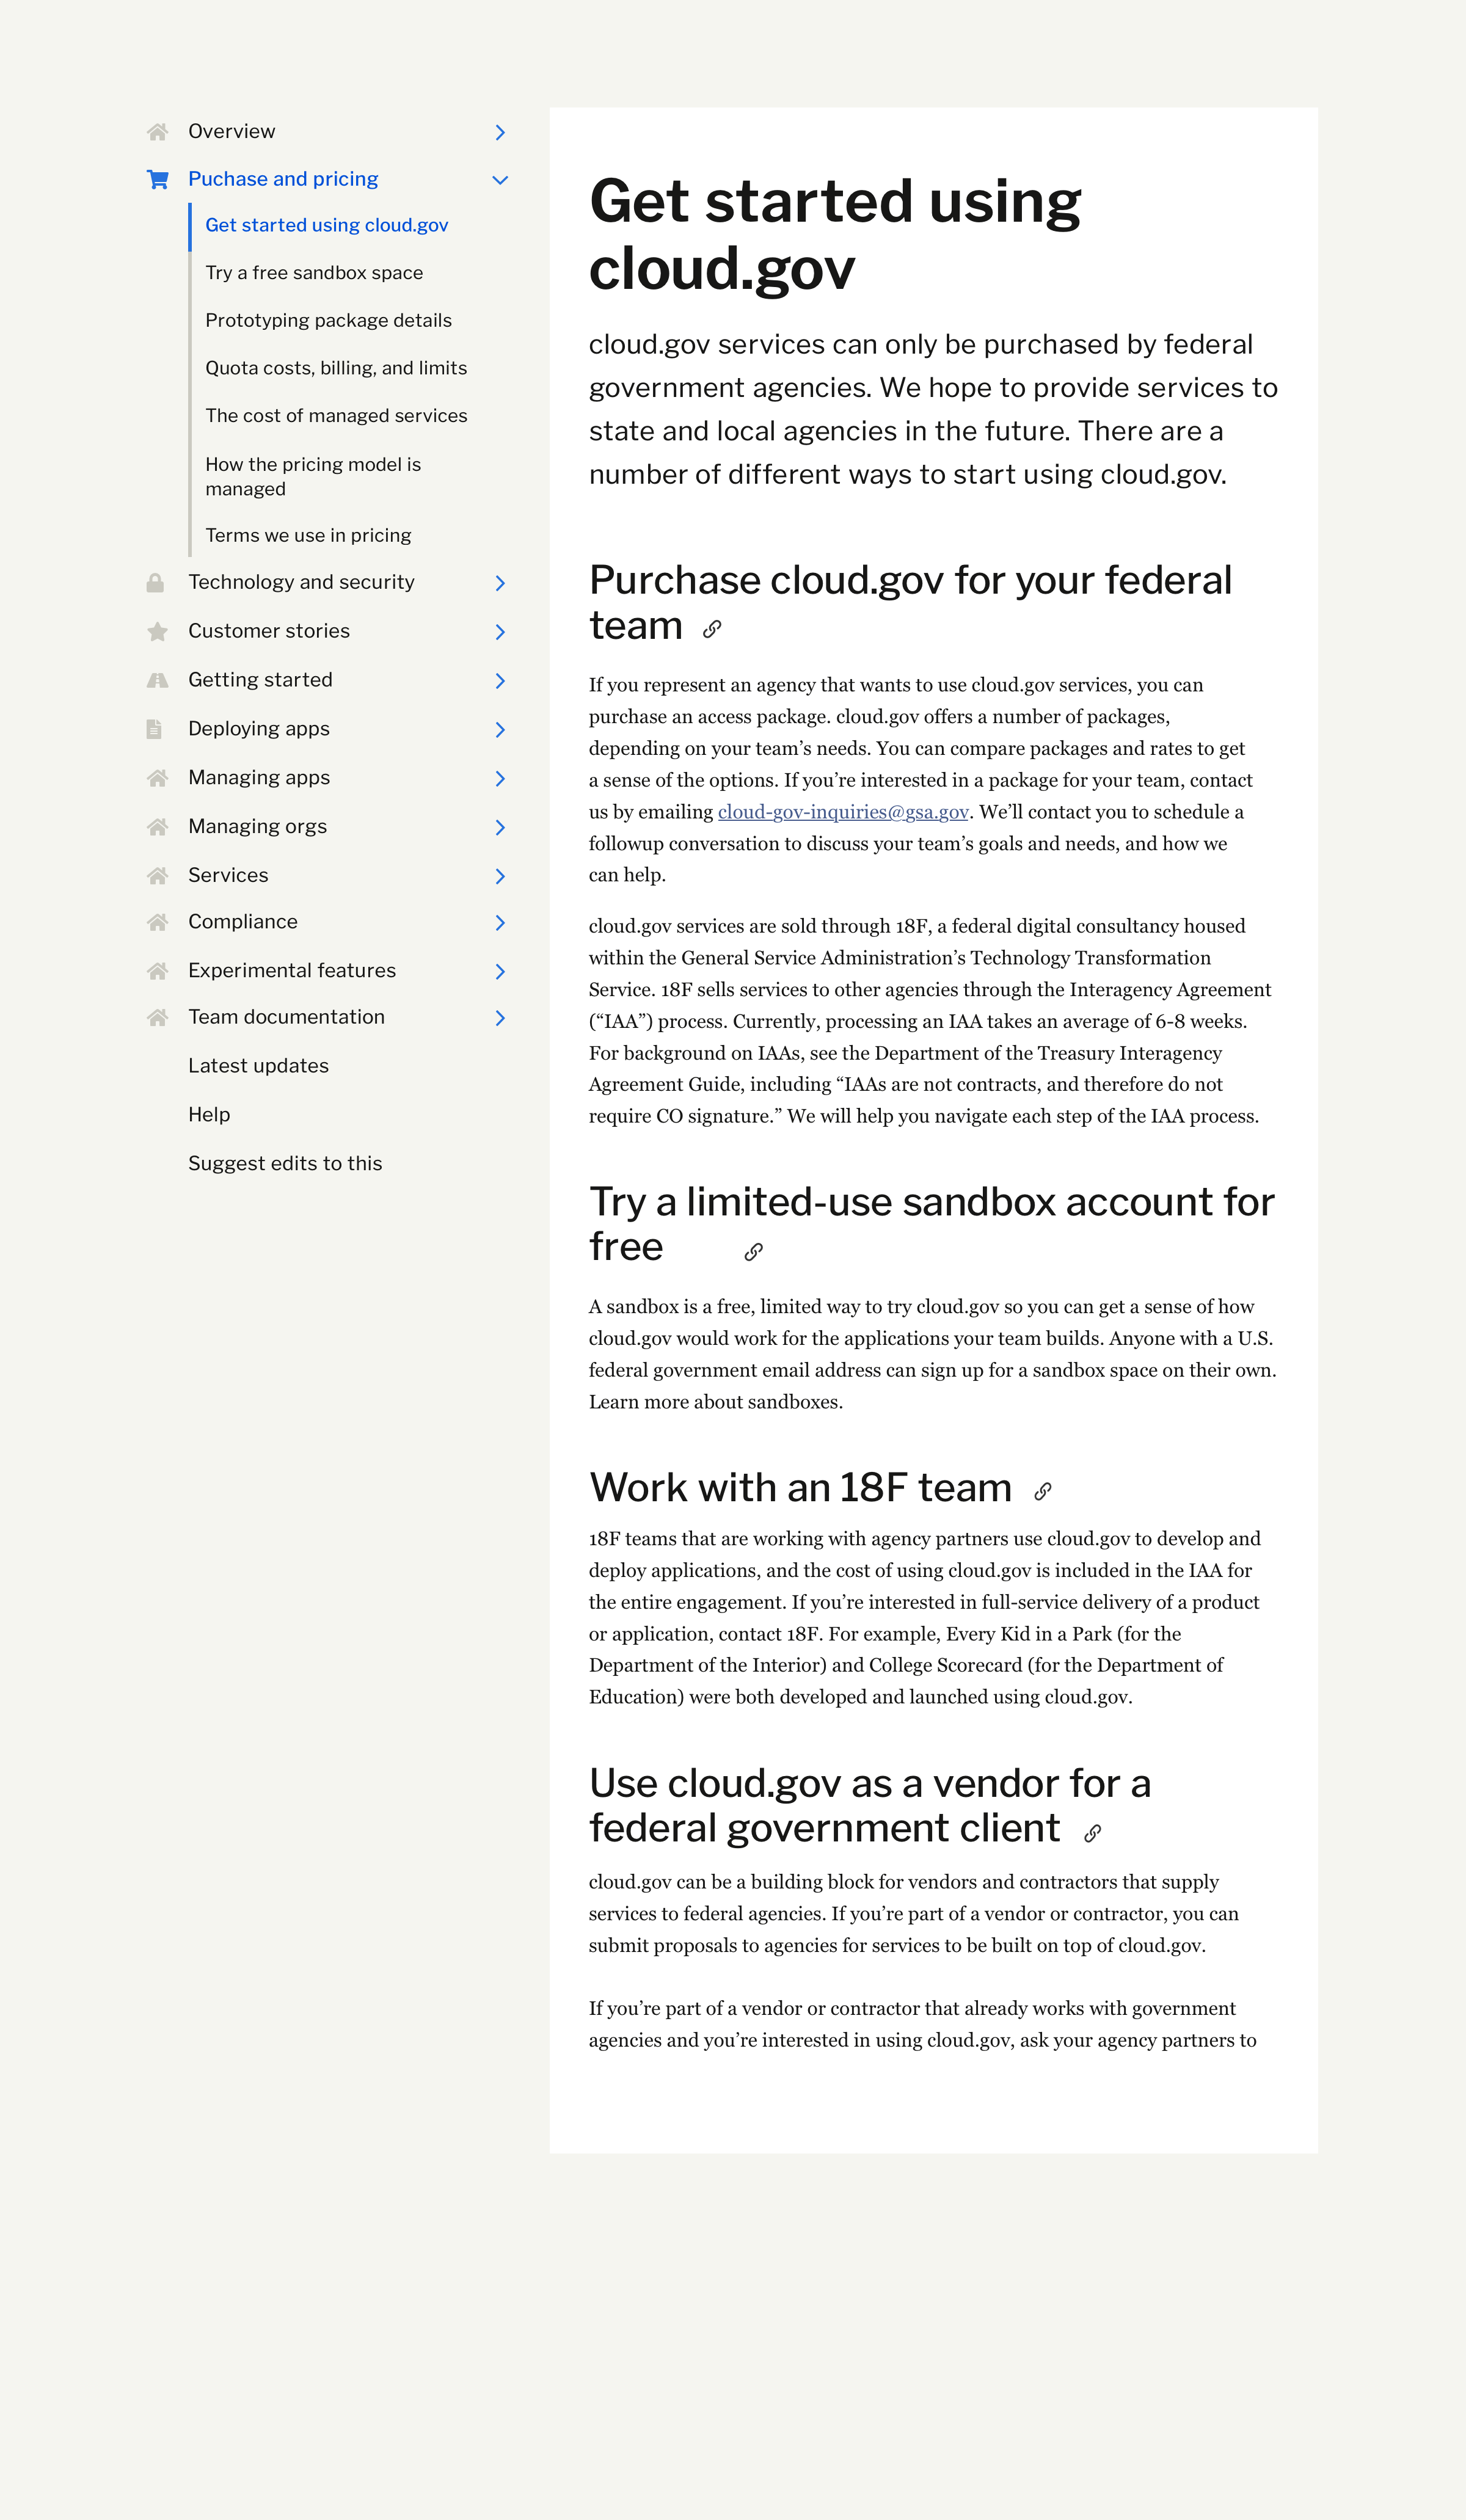 Overview
Puchase and pricing
Get started using cloud.gov
Try a free sandbox space
Prototyping package details
Quota costs, billing, and limits
The cost of managed services
How the pricing model is
managed
Terms we use in pricing
Technology and security
Customer stories
Getting started
Deploying apps
Managing apps
Managing orgs
Services
Compliance
Experimental features
Team documentation
Latest updates
Help
Suggest edits to this
Get started using
cloud.gov
cloud.gov services can only be purchased by federal
government agencies. We hope to provide services to
state and local agencies in the future. There are a
number of different ways to start using cloud.gov.
Purchase cloud.gov for your federal
team
If you represent an agency that wants to use cloud.gov services, you can
purchase an access package. cloud.gov offers a number of packages,
depending on your team’s needs. You can compare packages and rates to get
a sense of the options. If you’re interested in a package for your team, contact
us by emailing cloud-gov-inquiries@gsa.gov. We’ll contact you to schedule a
followup conversation to discuss your team’s goals and needs, and how we
can help.
cloud.gov services are sold through 18F, a federal digital consultancy housed
within the General Service Administration’s Technology Transformation
Service. 18F sells services to other agencies through the Interagency Agreement
(“IAA”) process. Currently, processing an IAA takes an average of 6-8 weeks.
For background on IAAs, see the Department of the Treasury Interagency
Agreement Guide, including “IAAs are not contracts, and therefore do not
require CO signature.” We will help you navigate each step of the IAA process.
Try a limited-use sandbox account for
free
A sandbox is a free, limited way to try cloud.gov so you can get a sense of how
cloud.gov would work for the applications your team builds. Anyone with a U.S.
federal government email address can sign up for a sandbox space on their own.
Learn more about sandboxes.
Work with an 18F team
18F teams that are working with agency partners use cloud.gov to develop and
deploy applications, and the cost of using cloud.gov is included in the IAA for
the entire engagement. If you’re interested in full-service delivery of a product
or application, contact 18F. For example, Every Kid in a Park (for the
Department of the Interior) and College Scorecard (for the Department of
Education) were both developed and launched using cloud.gov.
Use cloud.gov as a vendor for a
federal government client
cloud.gov can be a building block for vendors and contractors that supply
services to federal agencies. If you’re part of a vendor or contractor, you can
submit proposals to agencies for services to be built on top of cloud.gov.
If you’re part of a vendor or contractor that already works with government
agencies and you’re interested in using cloud.gov, ask your agency partners to